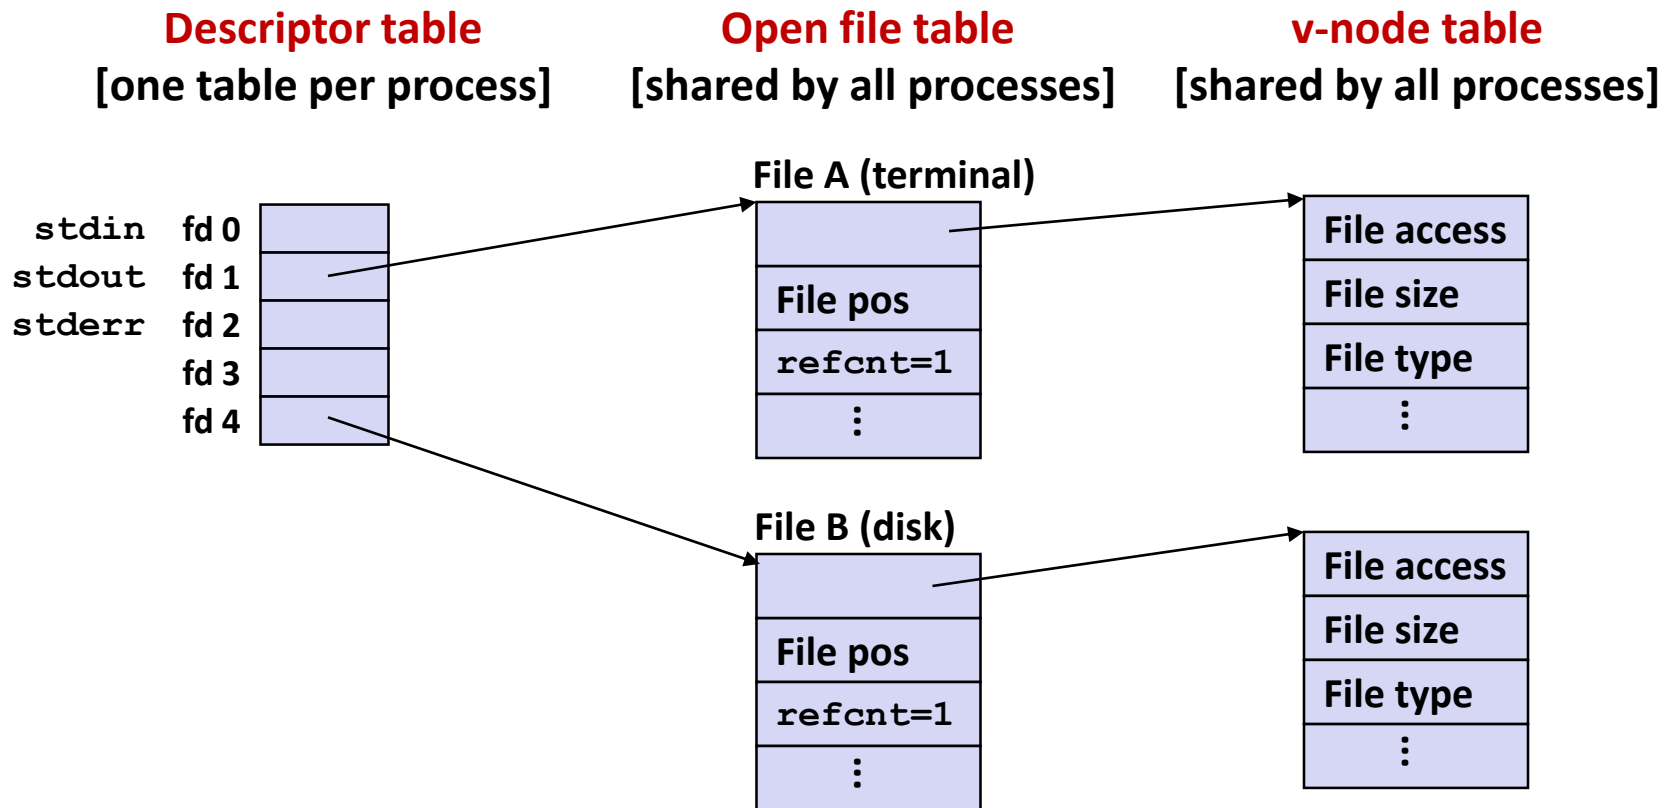 Descriptor table
[one table per process]
Open file table
[shared by all processes]
v-node table
[shared by all processes]
stdin fd 0
stdout fd 1
stderr fd 2
fd 3
fd 4
File A (terminal)
File pos
refcnt=1
⋮
File access
File size
File type
⋮
File B (disk)
File pos
refcnt=1
⋮
File access
File size
File type
⋮